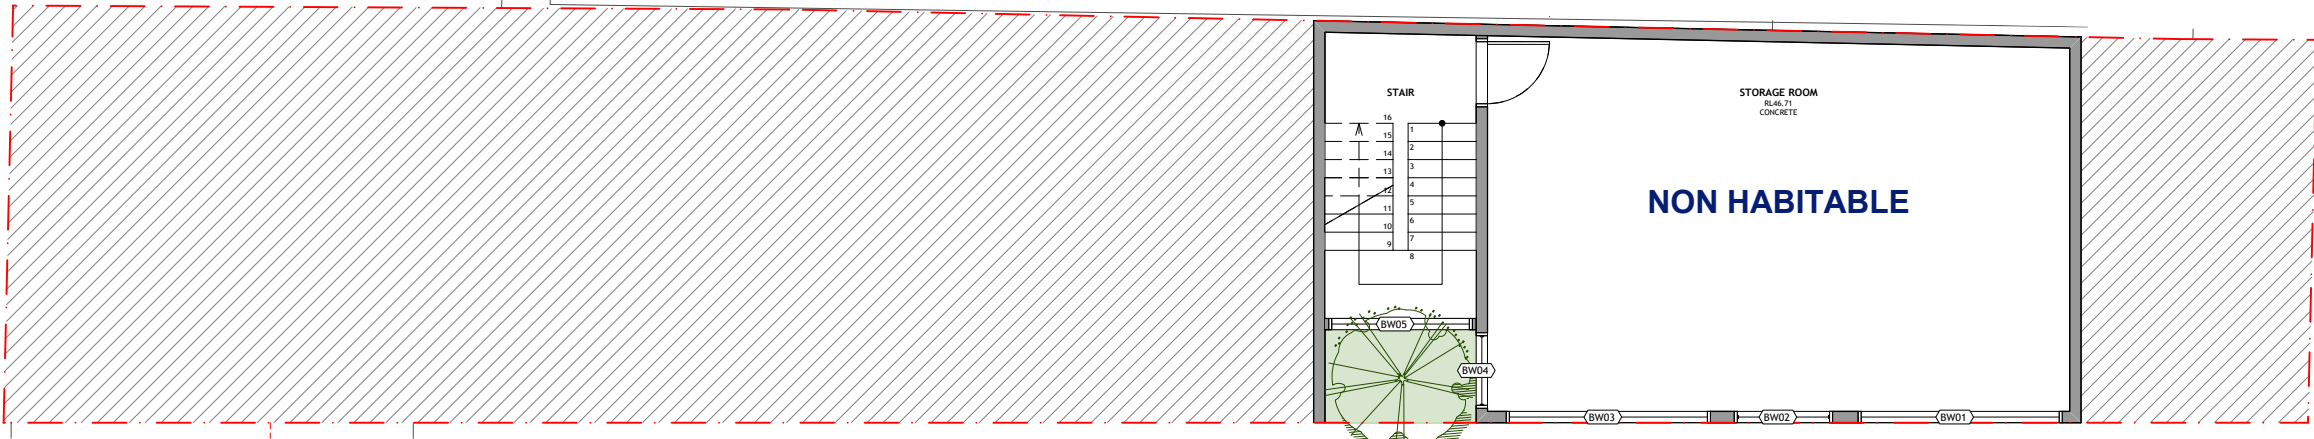 STAIR
STORAGE ROOM
RL46.71
CONCRETE
NON HABITABLE
16
15
14
13
12
11
10
9
1
2
3
4
5
6
7
8
BW05
BW04
BW03
BW02
BW01